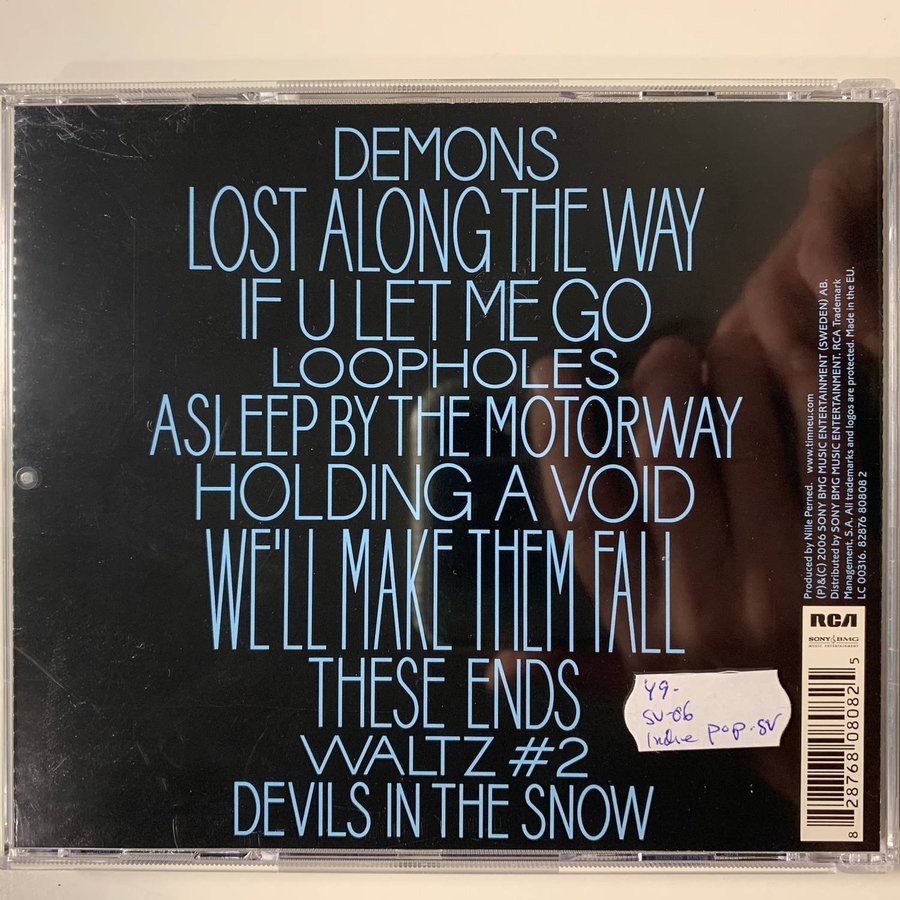 DEMONS
LOST ALONG THE WAY
IF U LET ME GO
LOOPHOLES
ASLEEP BY THE MOTORWAY
HOLDING A VOID
WE'LL MAKE THEM FALL
THESE ENDS
WALTZ #2
DEVILS IN THE SNOW
Produced by Nille Perned. www.timneu.com
(P)&(C) 2006 SONY BMG MUSIC ENTERTAINMENT (SWEDEN) AB.
Distributed by SONY BMG MUSIC ENTERTAINMENT. RCA Trademark
Management, S.A. All trademarks and logos are protected. Made in the EU.
LC 00316. 82876 80808 2
RCA
SONY BMG
MUSIC ENTERTAINMENT
8 28768 08082 5
49-
SV-06
Indie pop-SV